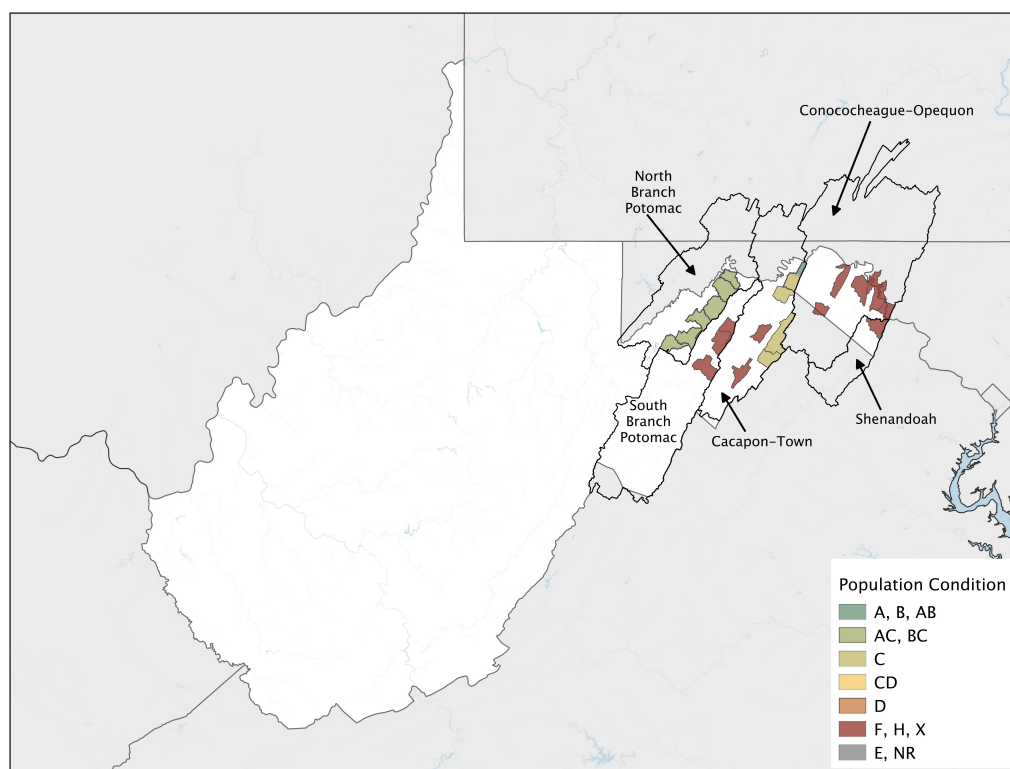 Conococheague-Opequon
North
Branch
Potomac
South
Branch
Potomac
Cacapon-Town
Shenandoah
Population Condition
A, B, AB
AC, BC
C
CD
D
F, H, X
E, NR